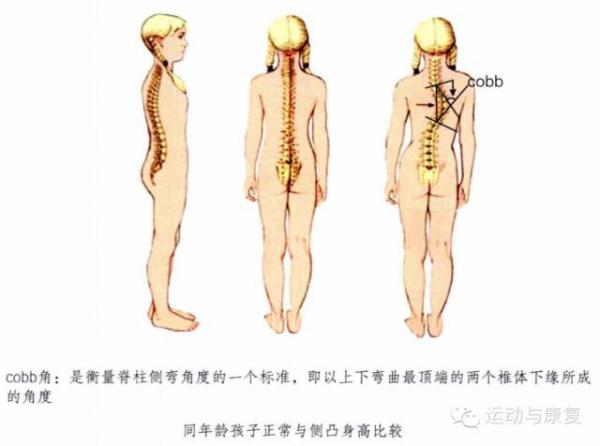 cobb
cobb角：是衡量脊柱侧弯角度的一个标准，即以上下弯曲最顶端的两个椎体下缘所成
的角度
运动与康复
同年龄孩子正常与侧凸身高比较